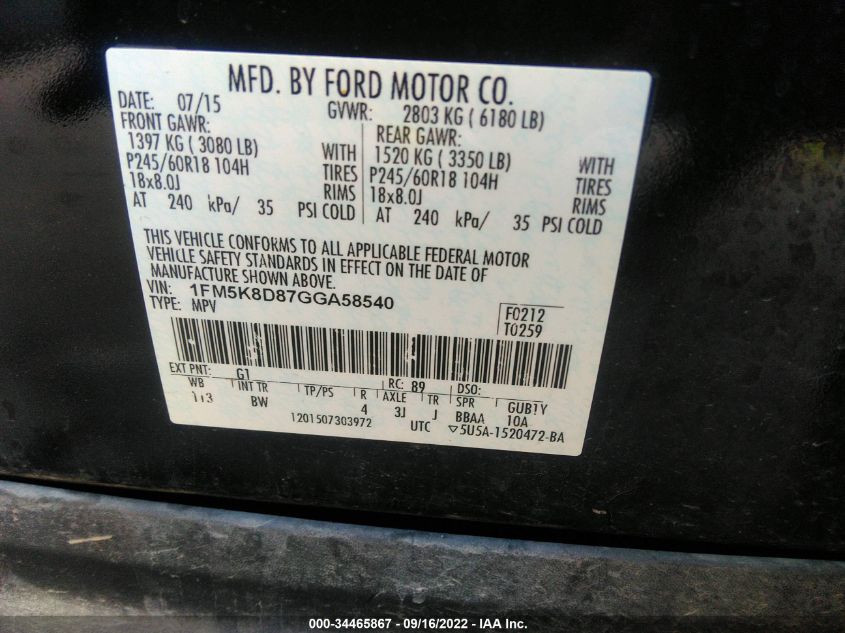 MFD. BY FORD MOTOR CO.
DATE: 07/15 GVWR: 2803 KG ( 6180 LB)
FRONT GAWR: REAR GAWR:
1397 KG ( 3080 LB) WITH 1520 KG ( 3350 LB) WITH
P245/60R18 104H TIRES P245/60R18 104H TIRES
18x8.0J RIMS 18x8.0J RIMS
AT 240 kPa/ 35 PSI COLD AT 240 kPa/ 35 PSI COLD
THIS VEHICLE CONFORMS TO ALL APPLICABLE FEDERAL MOTOR
VEHICLE SAFETY STANDARDS IN EFFECT ON THE DATE OF
MANUFACTURE SHOWN ABOVE.
VIN: 1FM5K8D87GGA58540
TYPE: MPV
F0212
T0259
EXT PNT: G1 RC: 89 DSO:
WB INT TR TP/PS R AXLE TR SPR
BW 4 3J J BBAA 10A
1201507303972 UTC ▽5U5A-1520472-BA
000-34465867 - 09/16/2022 - IAA Inc.